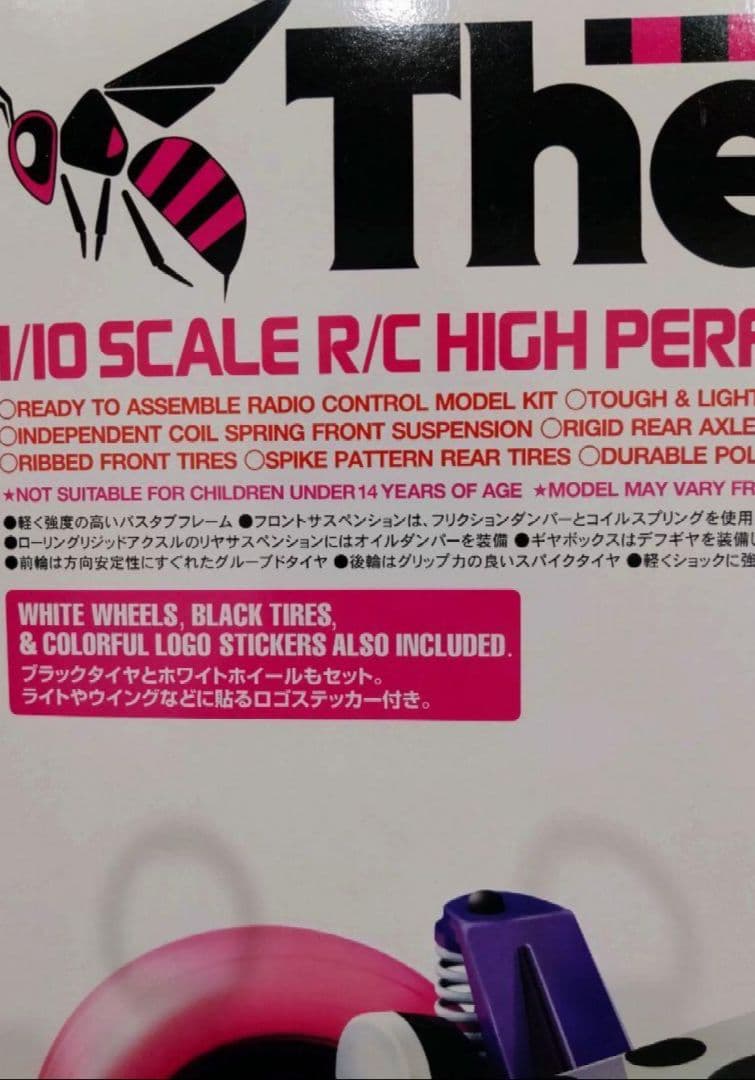 The
1/10 SCALE R/C HIGH PERF
○READY TO ASSEMBLE RADIO CONTROL MODEL KIT ○TOUGH & LIGHT
○INDEPENDENT COIL SPRING FRONT SUSPENSION ○RIGID REAR AXLE
○RIBBED FRONT TIRES ○SPIKE PATTERN REAR TIRES ○DURABLE POL
★NOT SUITABLE FOR CHILDREN UNDER 14 YEARS OF AGE ★MODEL MAY VARY FR
●軽く強度の高いバスタブフレーム ●フロントサスペンションは、フリクションダンパーとコイルスプリングを使用
●ローリングリジッドアクスルのリヤサスペンションにはオイルダンパーを装備 ●ギヤボックスはデフギヤを装備し
●前輪は方向安定性にすぐれたグルーブドタイヤ ●後輪はグリップ力の良いスパイクタイヤ ●軽くショックに強
WHITE WHEELS, BLACK TIRES,
& COLORFUL LOGO STICKERS ALSO INCLUDED.
ブラックタイヤとホワイトホイールもセット。
ライトやウイングなどに貼るロゴステッカー付き。